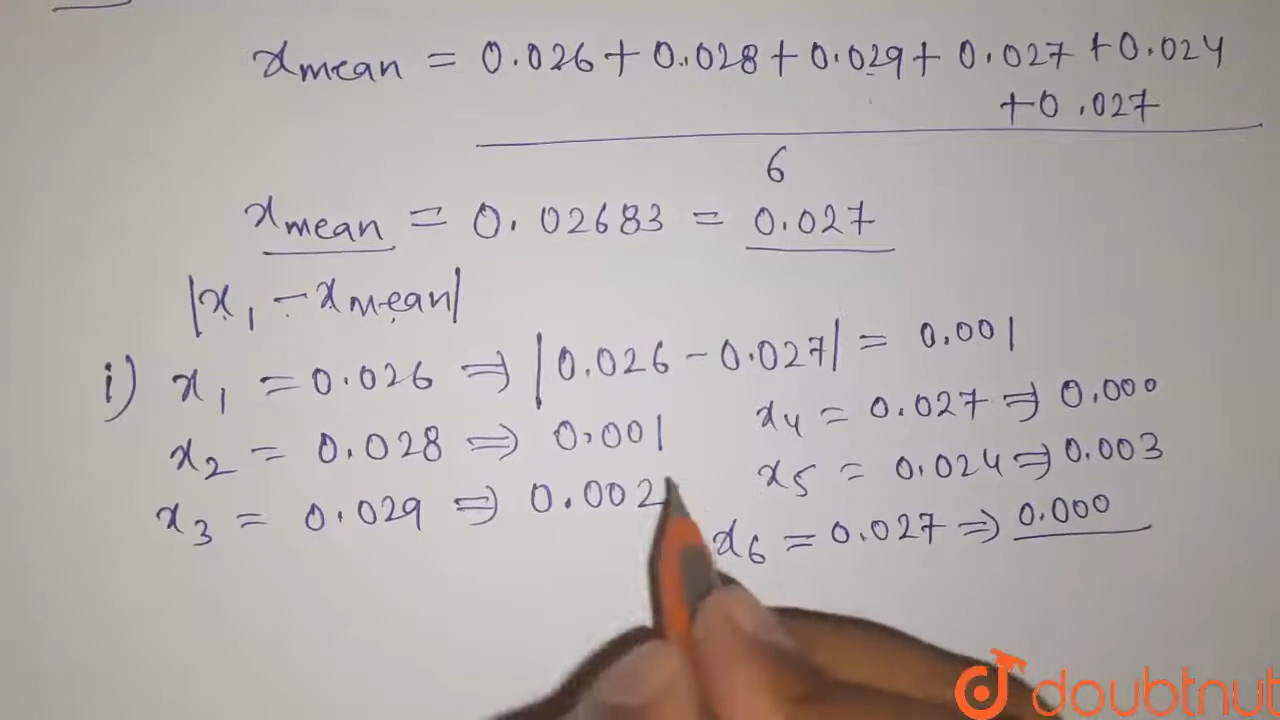 xmean = 0.026 + 0.028 + 0.029 + 0.027 + 0.024
+0.027
6
xmean = 0.02683 = 0.027
|x₁ - xmean|
i) x₁ = 0.026 ⇒ |0.026 - 0.027| = 0.001
x₂ = 0.028 ⇒ 0.001
x₃ = 0.029 ⇒ 0.002
x₄ = 0.027 ⇒ 0.000
x₅ = 0.024 ⇒ 0.003
x₆ = 0.027 ⇒ 0.000
doubtnut